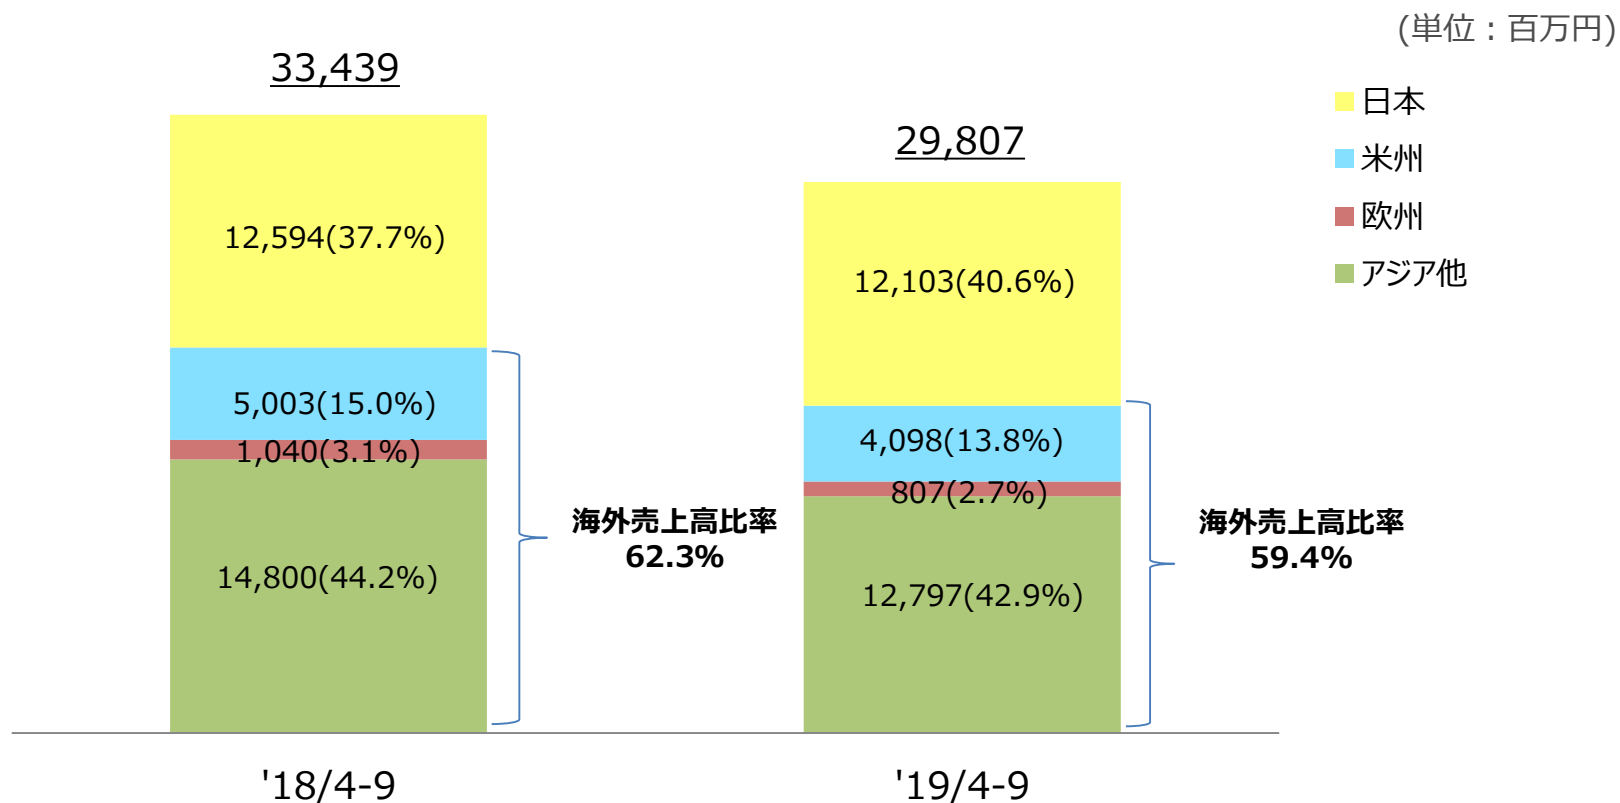 (単位：百万円)
33,439
29,807
日本
米州
欧州
アジア他
12,594(37.7%)
5,003(15.0%)
1,040(3.1%)
14,800(44.2%)
海外売上高比率
62.3%
12,103(40.6%)
4,098(13.8%)
807(2.7%)
12,797(42.9%)
海外売上高比率
59.4%
'18/4-9
'19/4-9